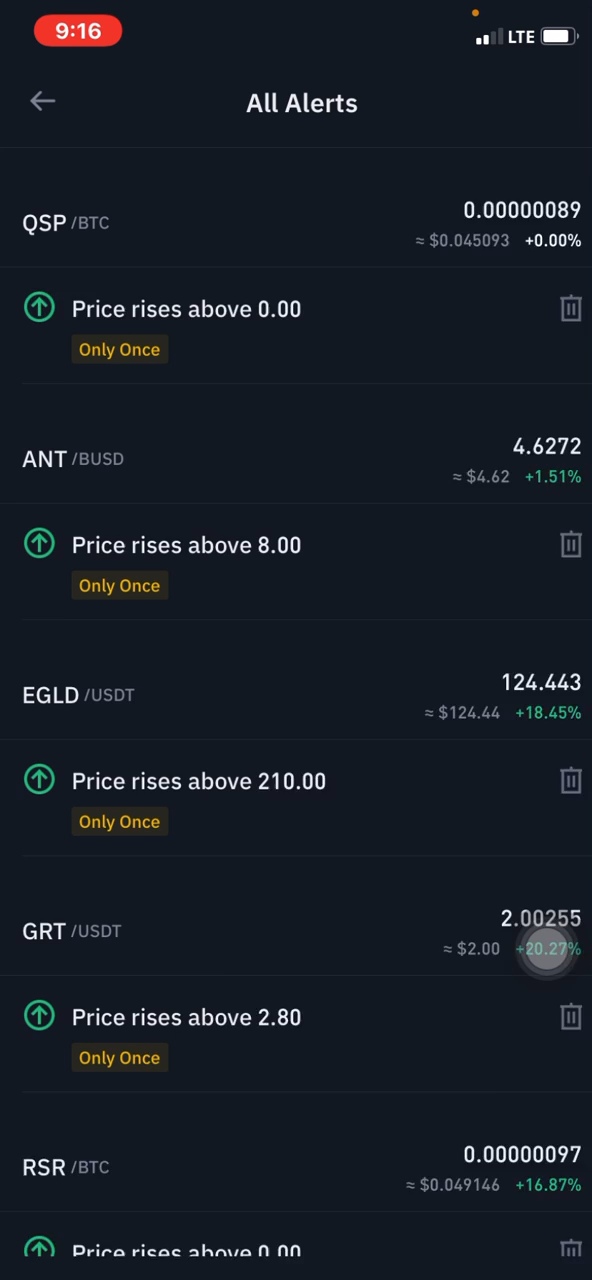 9:16
LTE
All Alerts
QSP /BTC
0.00000089
≈ $0.045093 +0.00%
Price rises above 0.00
Only Once
ANT /BUSD
4.6272
≈ $4.62 +1.51%
Price rises above 8.00
Only Once
EGLD /USDT
124.443
≈ $124.44 +18.45%
Price rises above 210.00
Only Once
GRT /USDT
2.00255
≈ $2.00 +20.27%
Price rises above 2.80
Only Once
RSR /BTC
0.00000097
≈ $0.049146 +16.87%
Price rises above 0.00